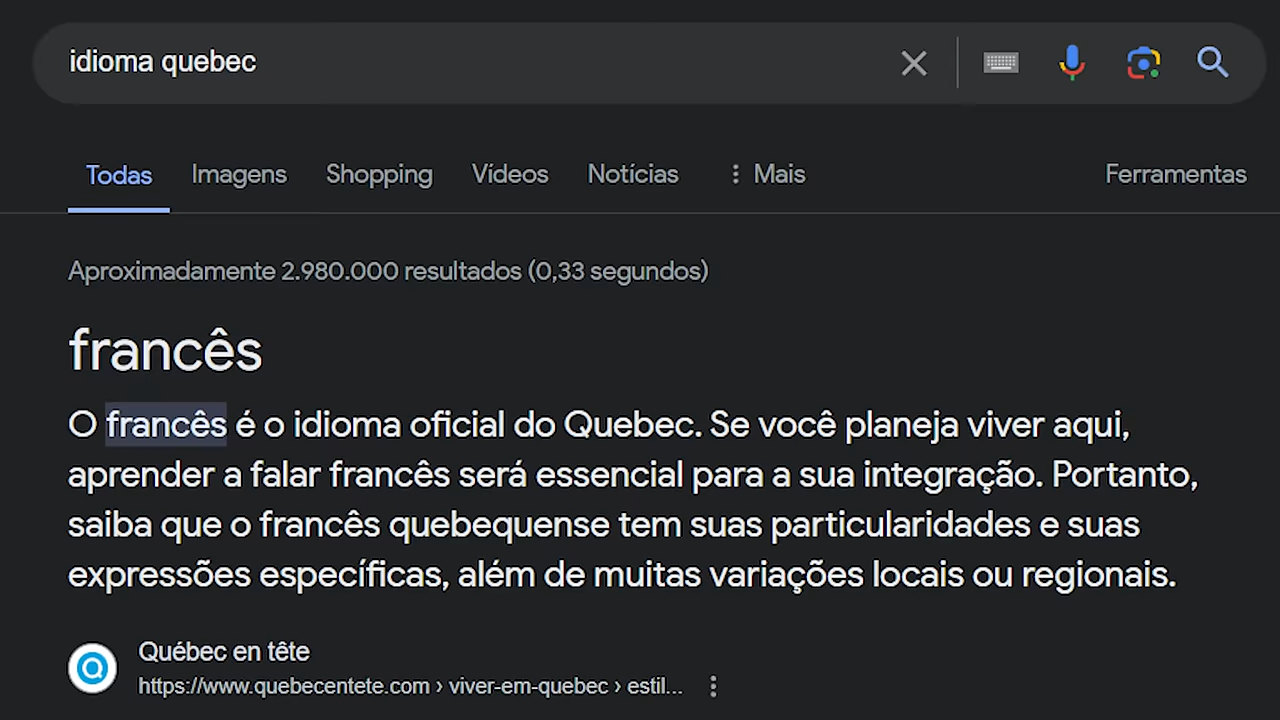 idioma quebec
Todas Imagens Shopping Vídeos Notícias Mais Ferramentas
Aproximadamente 2.980.000 resultados (0,33 segundos)
francês
O francês é o idioma oficial do Quebec. Se você planeja viver aqui,
aprender a falar francês será essencial para a sua integração. Portanto,
saiba que o francês quebequense tem suas particularidades e suas
expressões específicas, além de muitas variações locais ou regionais.
Québec en tête
https://www.quebecentete.com › viver-em-quebec › estil...